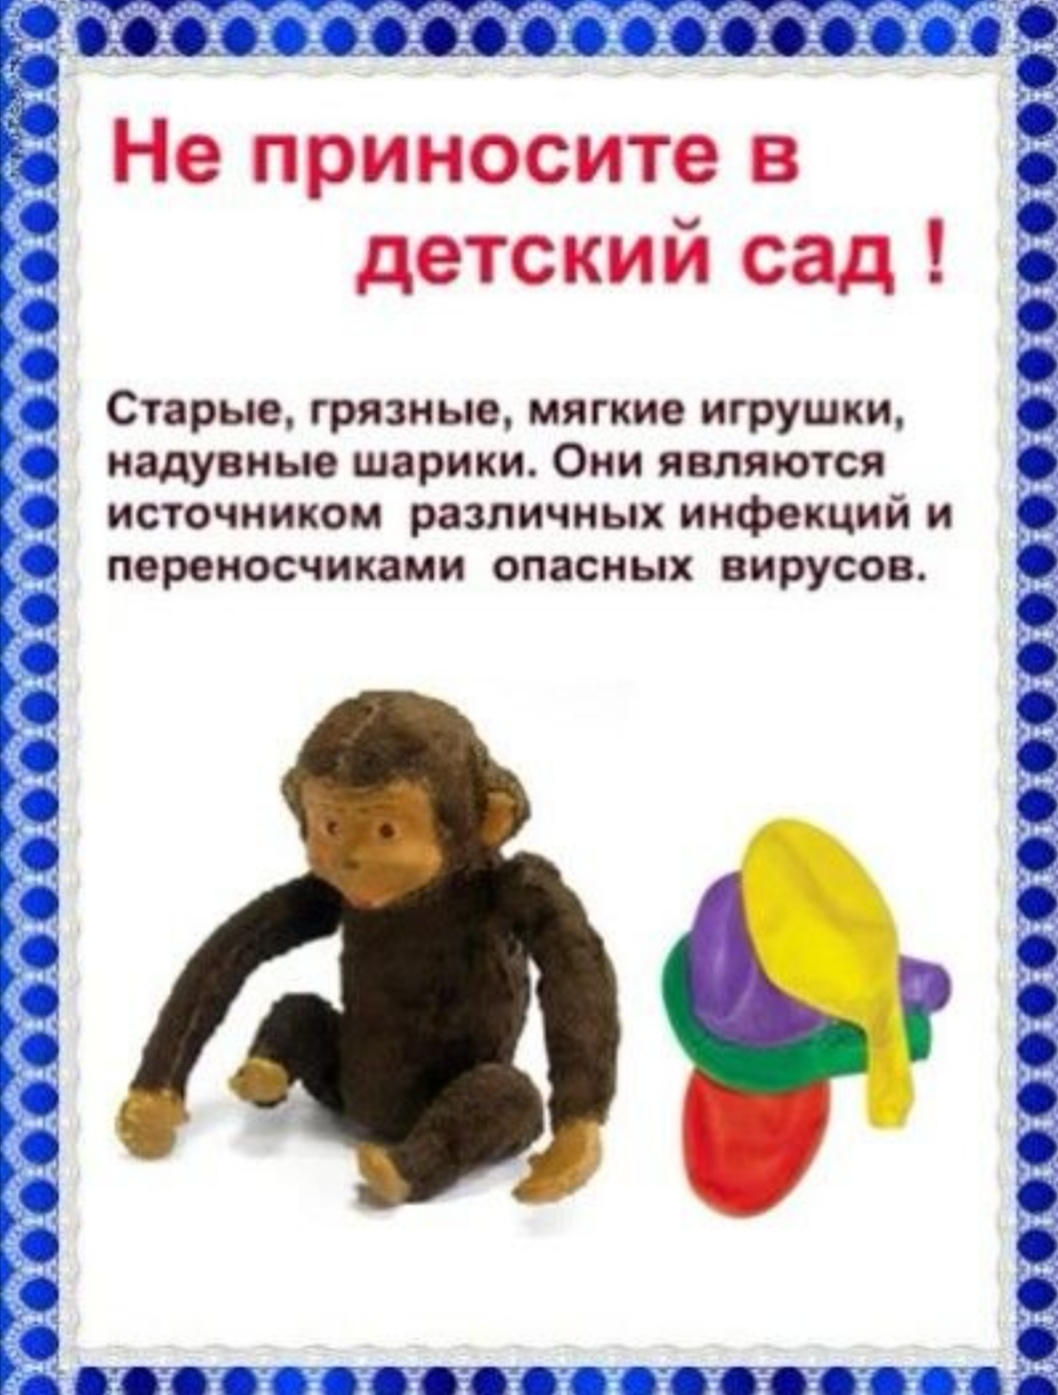 Не приносите в
детский сад !
Старые, грязные, мягкие игрушки,
надувные шарики. Они являются
источником различных инфекций и
переносчиками опасных вирусов.